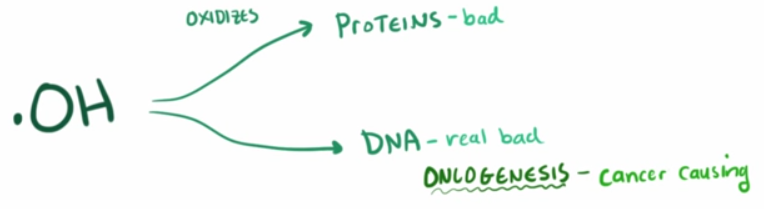 OXIDIZES
PROTEINS - bad
.OH
DNA - real bad
ONCOGENESIS - cancer causing